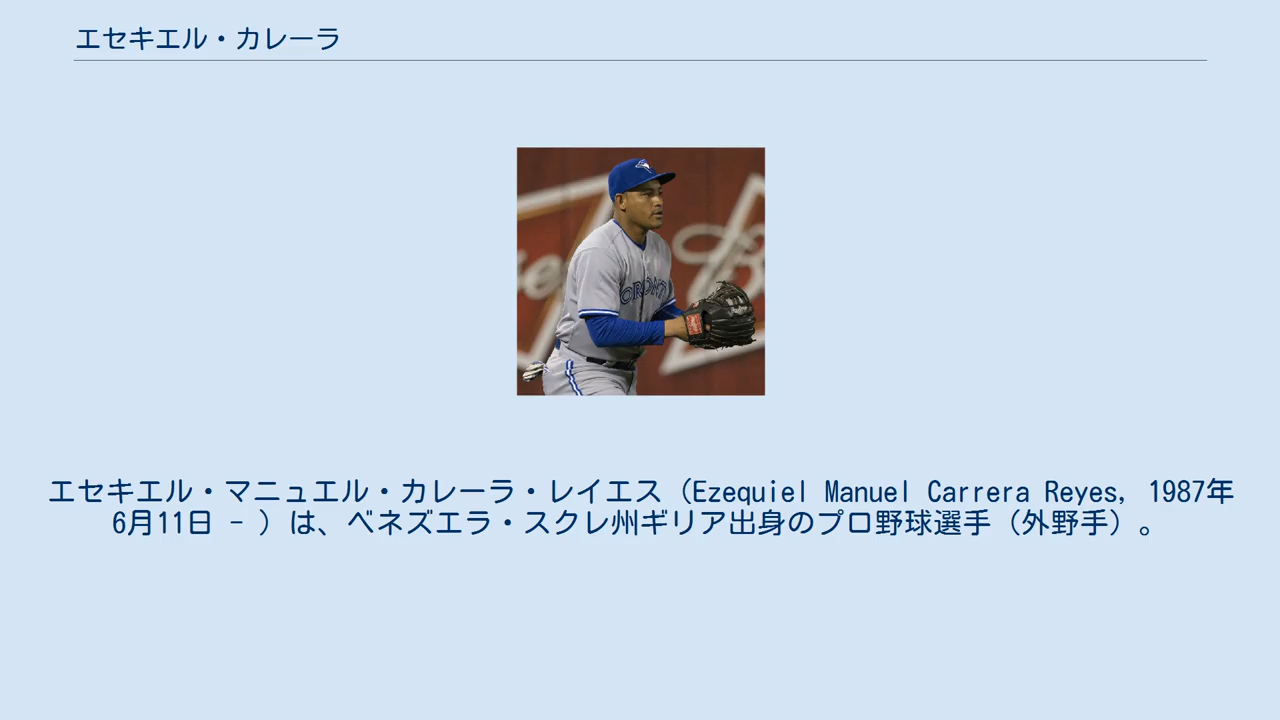 エセキエル・カレーラ
エセキエル・マニュエル・カレーラ・レイエス（Ezequiel Manuel Carrera Reyes, 1987年
6月11日 - ）は、ベネズエラ・スクレ州ギリア出身のプロ野球選手（外野手）。